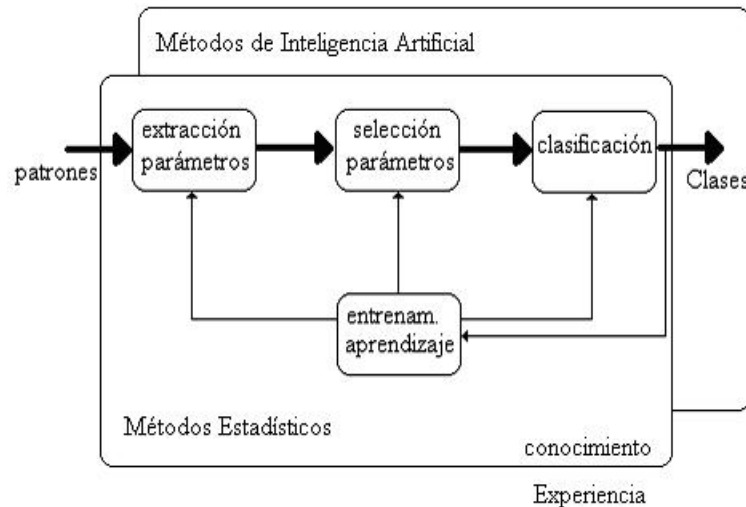 Métodos de Inteligencia Artificial
extracción
parámetros
selección
parámetros
clasificación
patrones
Clases
entrenam.
aprendizaje
Métodos Estadísticos
conocimiento
Experiencia